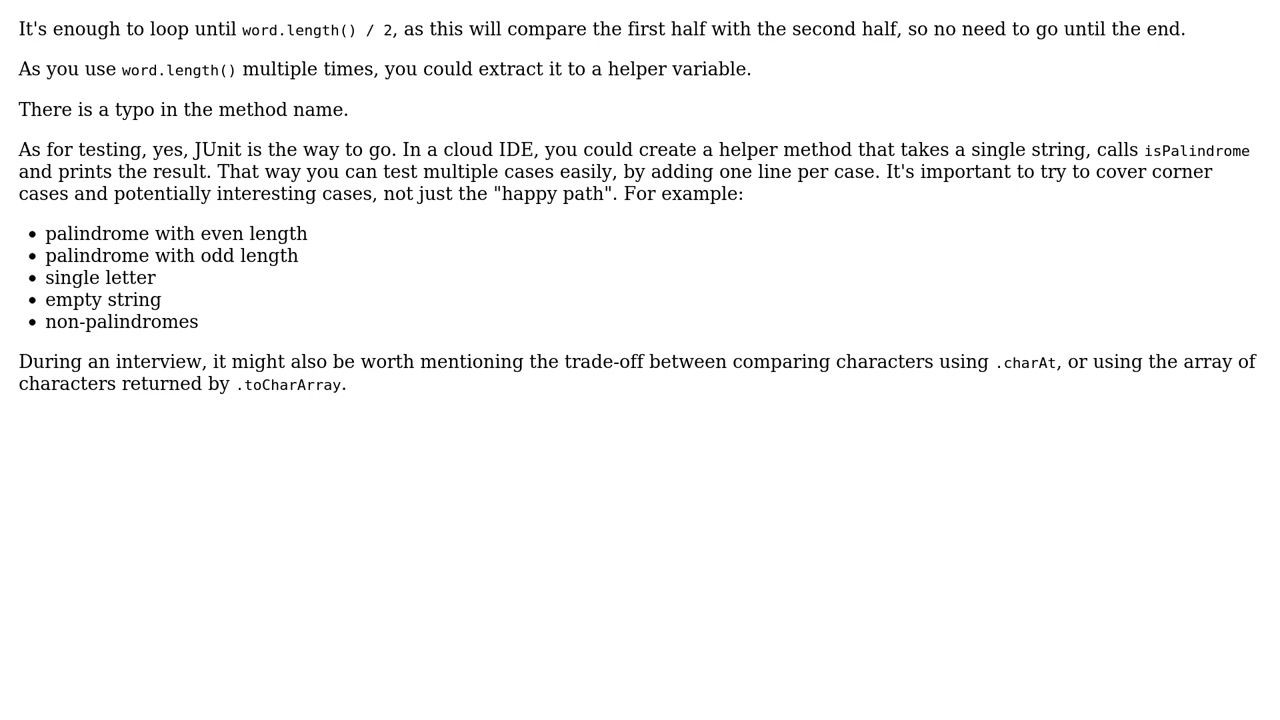 It's enough to loop until word.length() / 2, as this will compare the first half with the second half, so no need to go until the end.
As you use word.length() multiple times, you could extract it to a helper variable.
There is a typo in the method name.
As for testing, yes, JUnit is the way to go. In a cloud IDE, you could create a helper method that takes a single string, calls isPalindrome
and prints the result. That way you can test multiple cases easily, by adding one line per case. It's important to try to cover corner
cases and potentially interesting cases, not just the "happy path". For example:
• palindrome with even length
• palindrome with odd length
• single letter
• empty string
• non-palindromes
During an interview, it might also be worth mentioning the trade-off between comparing characters using .charAt, or using the array of
characters returned by .toCharArray.